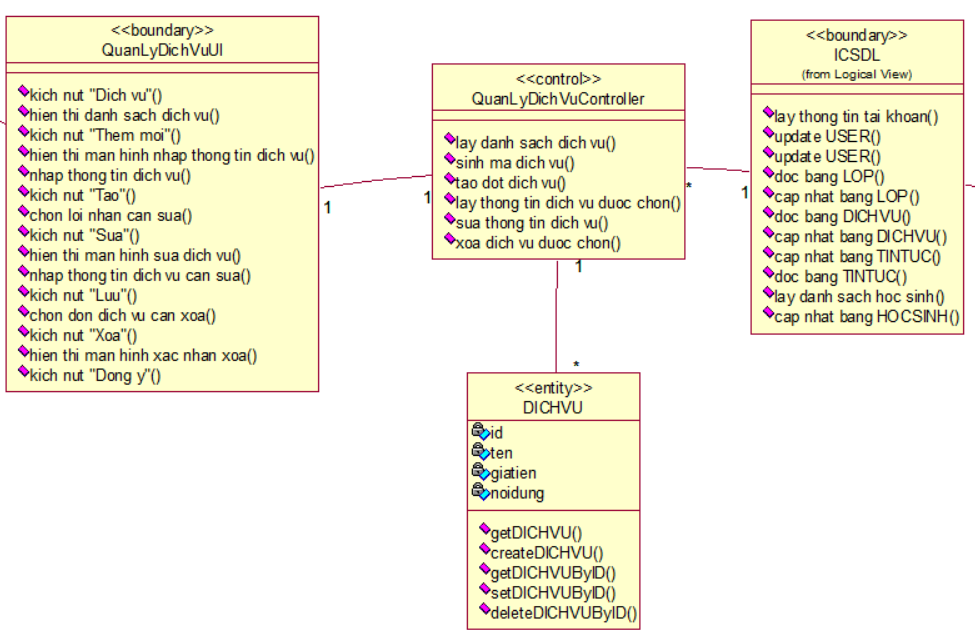 <<boundary>>
QuanLyDichVuUI
kich nut "Dich vu"()
hien thi danh sach dich vu()
kich nut "Them moi"()
hien thi man hinh nhap thong tin dich vu()
nhap thong tin dich vu()
kich nut "Tao"()
chon loi nhan can sua()
kich nut "Sua"()
hien thi man hinh sua dich vu()
nhap thong tin dich vu can sua()
kich nut "Luu"()
chon don dich vu can xoa()
kich nut "Xoa"()
hien thi man hinh xac nhan xoa()
kich nut "Dong y"()
1
1
<<control>>
QuanLyDichVuController
lay danh sach dich vu()
sinh ma dich vu()
tao dot dich vu()
lay thong tin dich vu duoc chon()
sua thong tin dich vu()
xoa dich vu duoc chon()
*
1
1
*
<<boundary>>
ICSDL
(from Logical View)
lay thong tin tai khoan()
update USER()
update USER()
doc bang LOP()
cap nhat bang LOP()
doc bang DICHVU()
cap nhat bang DICHVU()
cap nhat bang TINTUC()
doc bang TINTUC()
lay danh sach hoc sinh()
cap nhat bang HOCSINH()
<<entity>>
DICHVU
id
ten
giatien
noidung
getDICHVU()
createDICHVU()
getDICHVUByID()
setDICHVUByID()
deleteDICHVUByID()